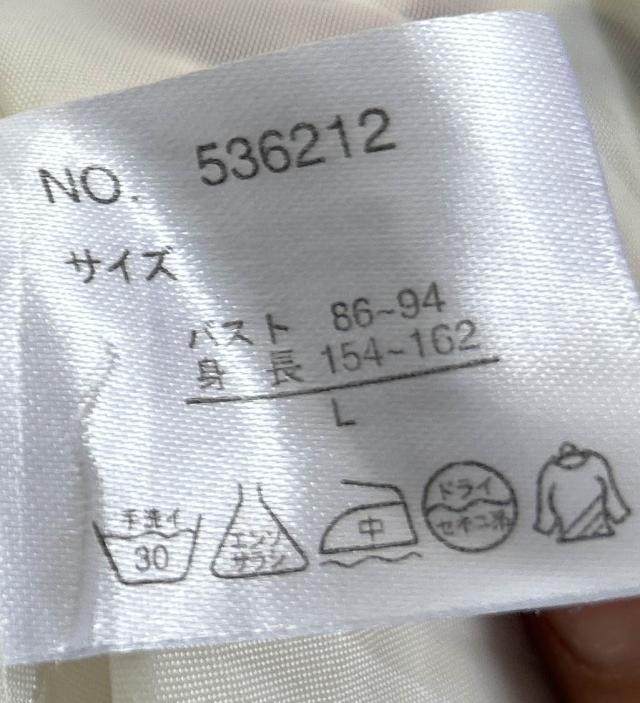 NO. 536212
サイズ
バスト 86~94
身長 154~162
L
手洗イ
30
エンソ
サラシ
中
ドライ
セキユ系